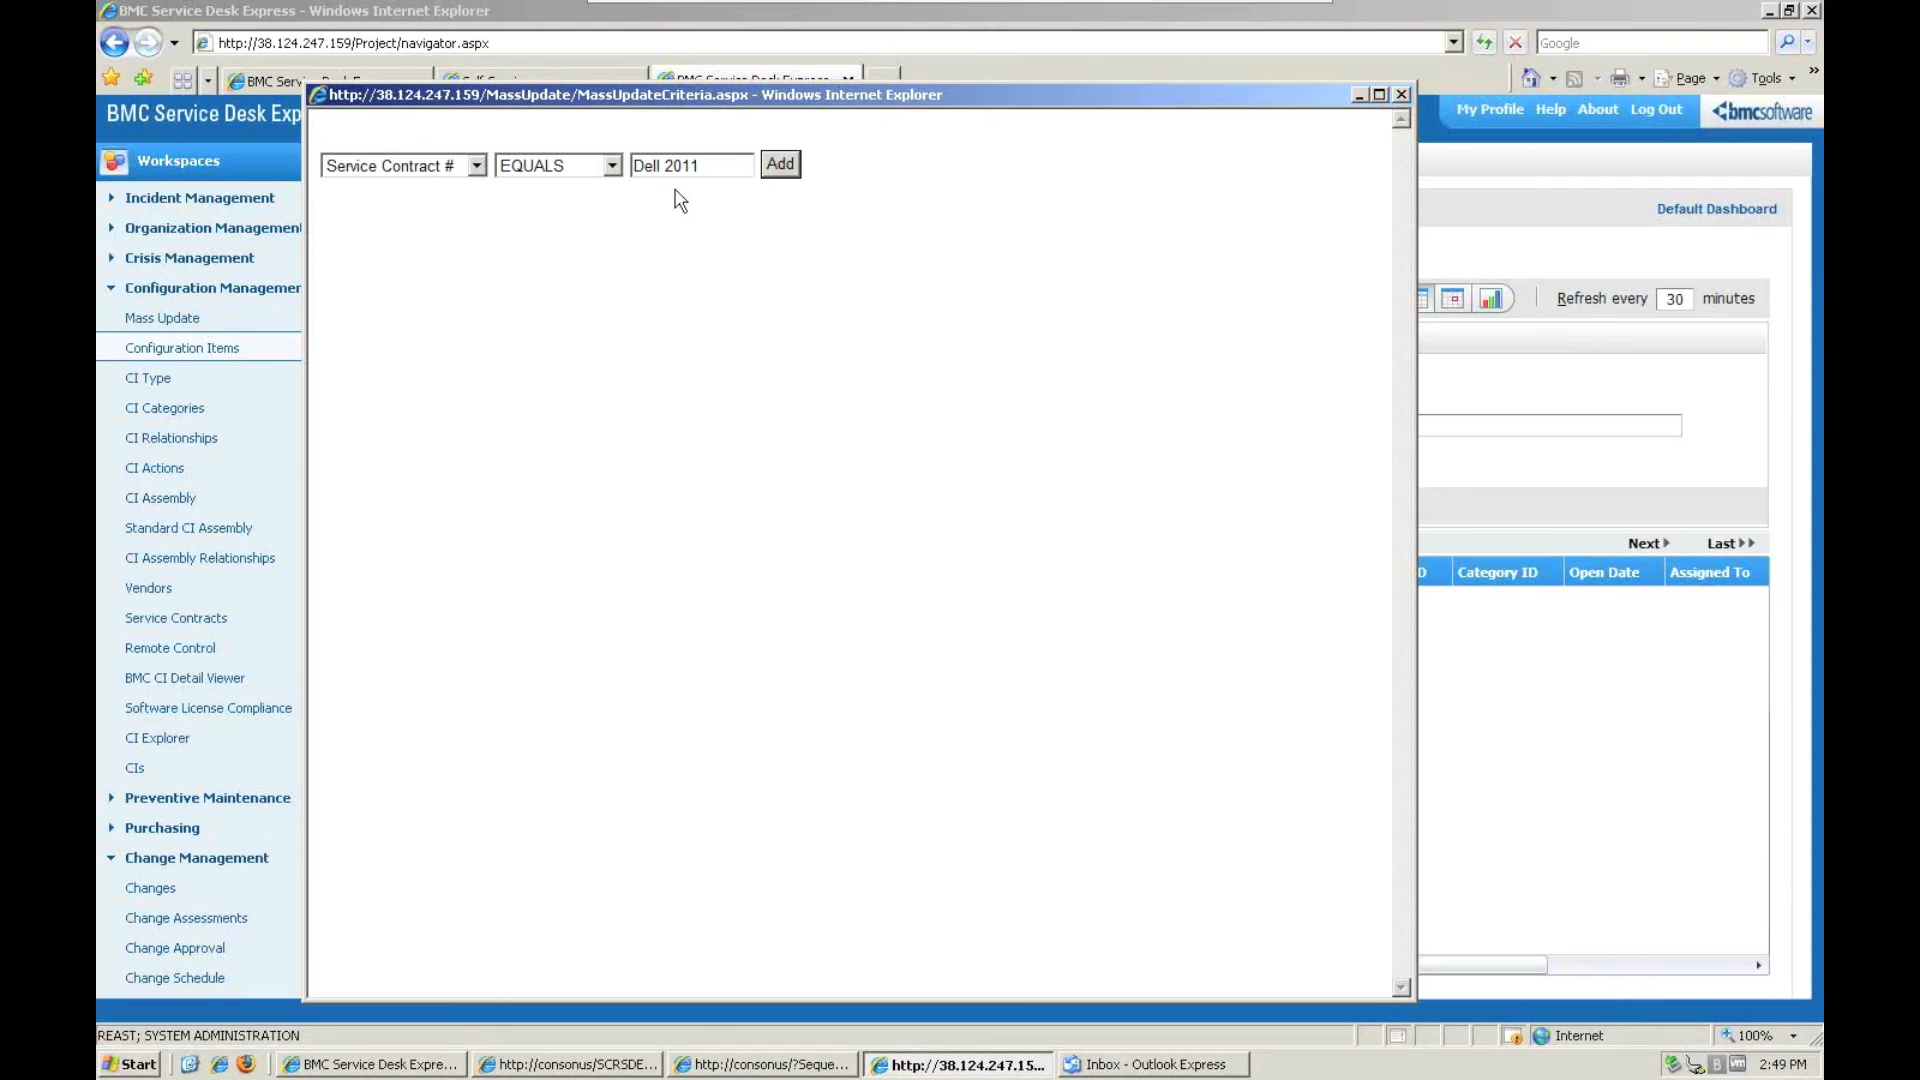 BMC Service Desk Express - Windows Internet Explorer
http://38.124.247.159/Project/navigator.aspx
Google
BMC Serv
Page
Tools
http://38.124.247.159/MassUpdate/MassUpdateCriteria.aspx - Windows Internet Explorer
BMC Service Desk Exp
My Profile Help About Log Out
bmcsoftware
Workspaces
Service Contract # EQUALS Dell 2011 Add
Incident Management
Organization Management
Default Dashboard
Crisis Management
Configuration Managemen
Refresh every 30 minutes
Mass Update
Configuration Items
CI Type
CI Categories
CI Relationships
CI Actions
CI Assembly
Standard CI Assembly
Next Last
CI Assembly Relationships
D Category ID Open Date Assigned To
Vendors
Service Contracts
Remote Control
BMC CI Detail Viewer
Software License Compliance
CI Explorer
CIs
Preventive Maintenance
Purchasing
Change Management
Changes
Change Assessments
Change Approval
Change Schedule
REAST; SYSTEM ADMINISTRATION
Internet
100%
Start
BMC Service Desk Expre...
http://consonus/SCRSDE...
http://consonus/?Seque...
http://38.124.247.15...
Inbox - Outlook Express
2:49 PM